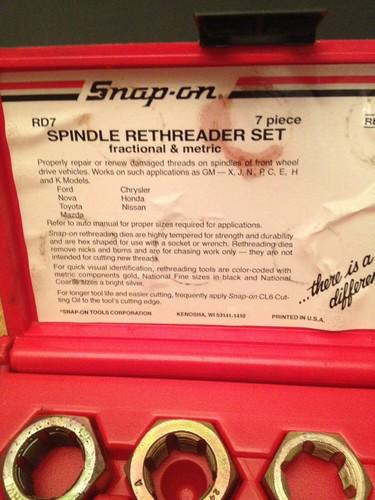 Snap-on
RD7 7 piece
SPINDLE RETHREADER SET
fractional & metric
Properly repair or renew damaged threads on spindles of front wheel
drive vehicles. Works on such applications as GM — X, J, N, P, C, E, H
and K Models.
Ford Chrysler
Nova Honda
Toyota Nissan
Mazda
Refer to auto manual for proper sizes required for applications.
Snap-on rethreading dies are highly tempered for strength and durability
and are hex shaped for use with a socket or wrench. Rethreading dies
remove nicks and burrs and are for chasing work only — they are not
intended for cutting new threads.
For quick visual identification, rethreading tools are color-coded with
metric components gold, National Fine sizes in black and National
Coarse sizes a bright silver.
For longer tool life and easier cutting, frequently apply Snap-on CL6 Cut-
ting Oil to the tool's cutting edge.
*SNAP-ON TOOLS CORPORATION KENOSHA, WI 53141-1410 PRINTED IN U.S.A.
...there is a
differen